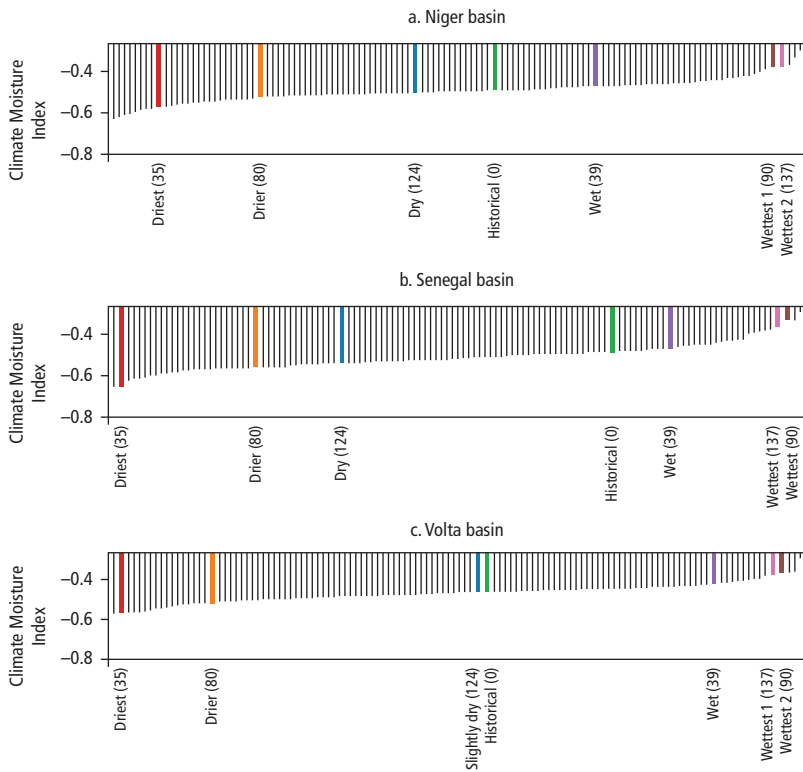 a. Niger basin
Climate Moisture
Index
−0.4
−0.6
−0.8
Driest (35)
Drier (80)
Dry (124)
Historical (0)
Wet (39)
Wettest 1 (90)
Wettest 2 (137)
b. Senegal basin
Climate Moisture
Index
−0.4
−0.6
−0.8
Driest (35)
Drier (80)
Dry (124)
Historical (0)
Wet (39)
Wettest (137)
Wettest (90)
c. Volta basin
Climate Moisture
Index
−0.4
−0.6
−0.8
Driest (35)
Drier (80)
Slightly dry (124)
Historical (0)
Wet (39)
Wettest 1 (137)
Wettest 2 (90)